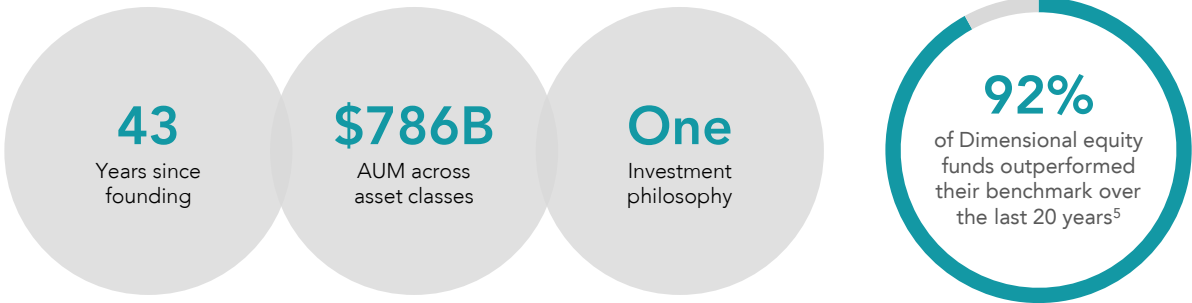 43
Years since
founding
$786B
AUM across
asset classes
One
Investment
philosophy
92%
of Dimensional equity
funds outperformed
their benchmark over
the last 20 years⁵